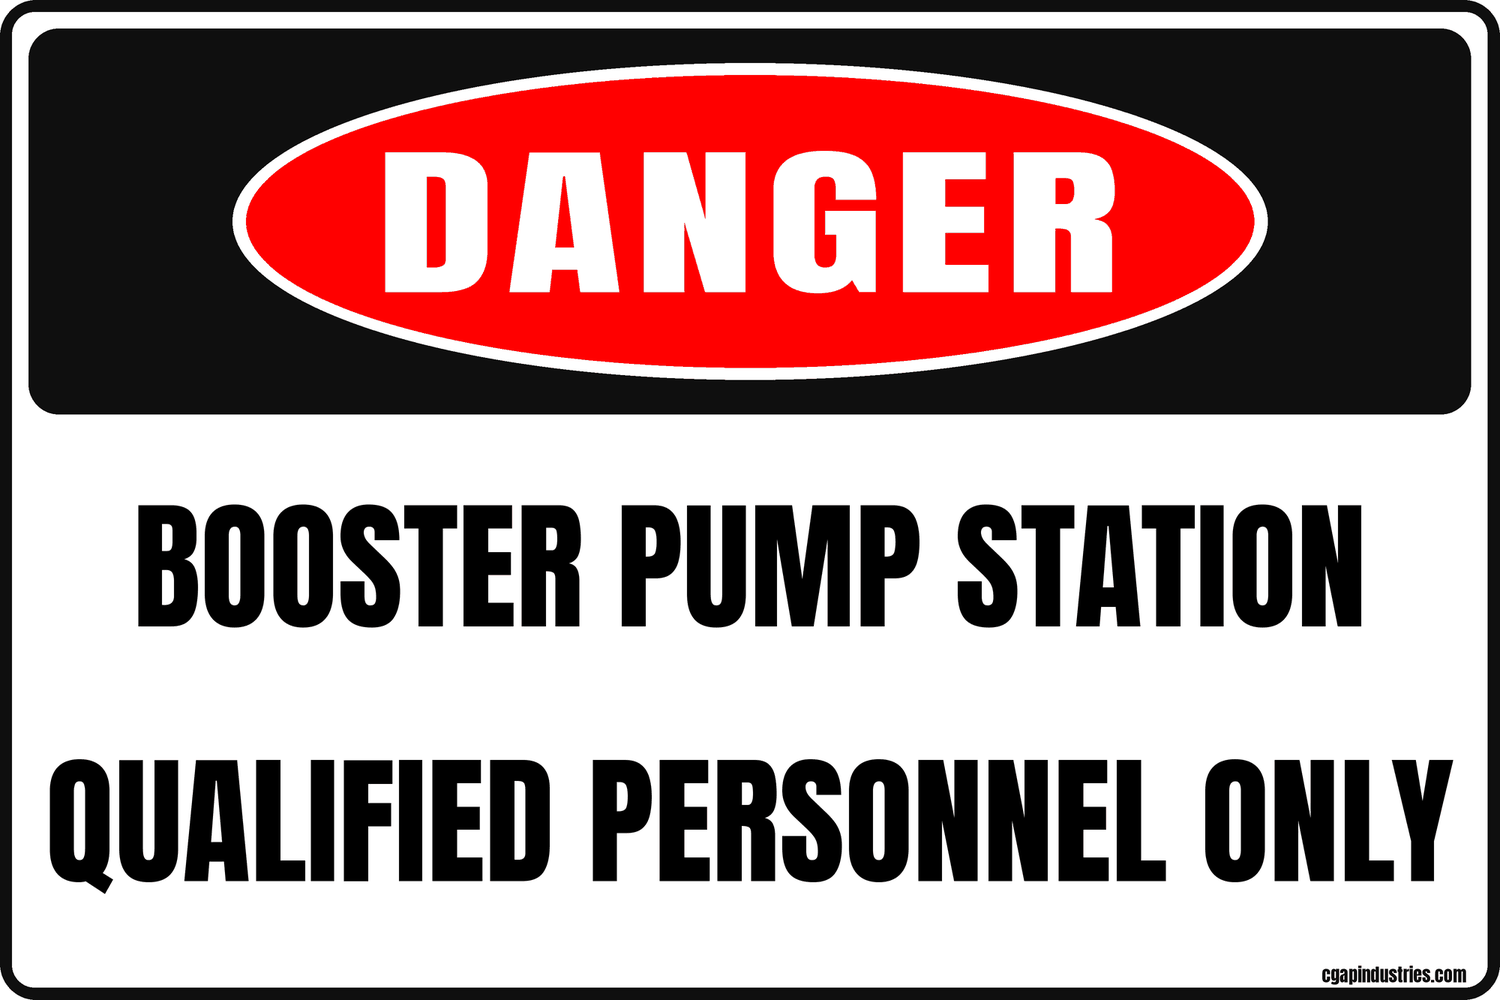 DANGER
BOOSTER PUMP STATION
QUALIFIED PERSONNEL ONLY
cgapindustries.com